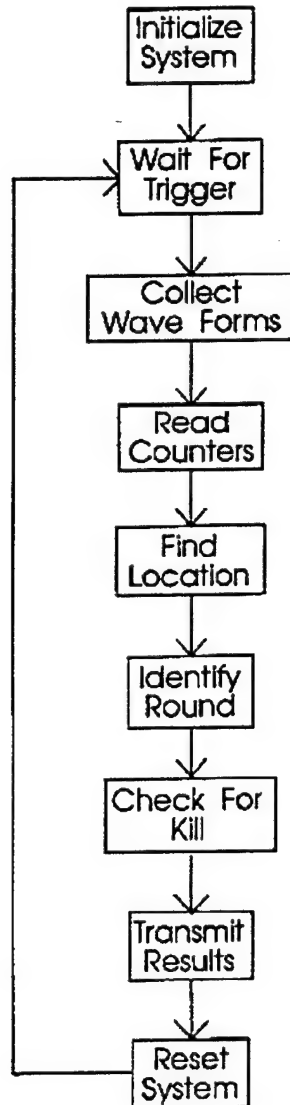 Initialize
System
Wait For
Trigger
Collect
Wave Forms
Read
Counters
Find
Location
Identify
Round
Check For
Kill
Transmit
Results
Reset
System